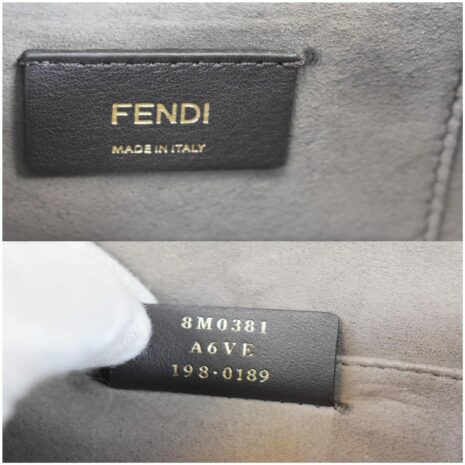 FENDI
MADE IN ITALY
8M0381
A6VE
198·0189